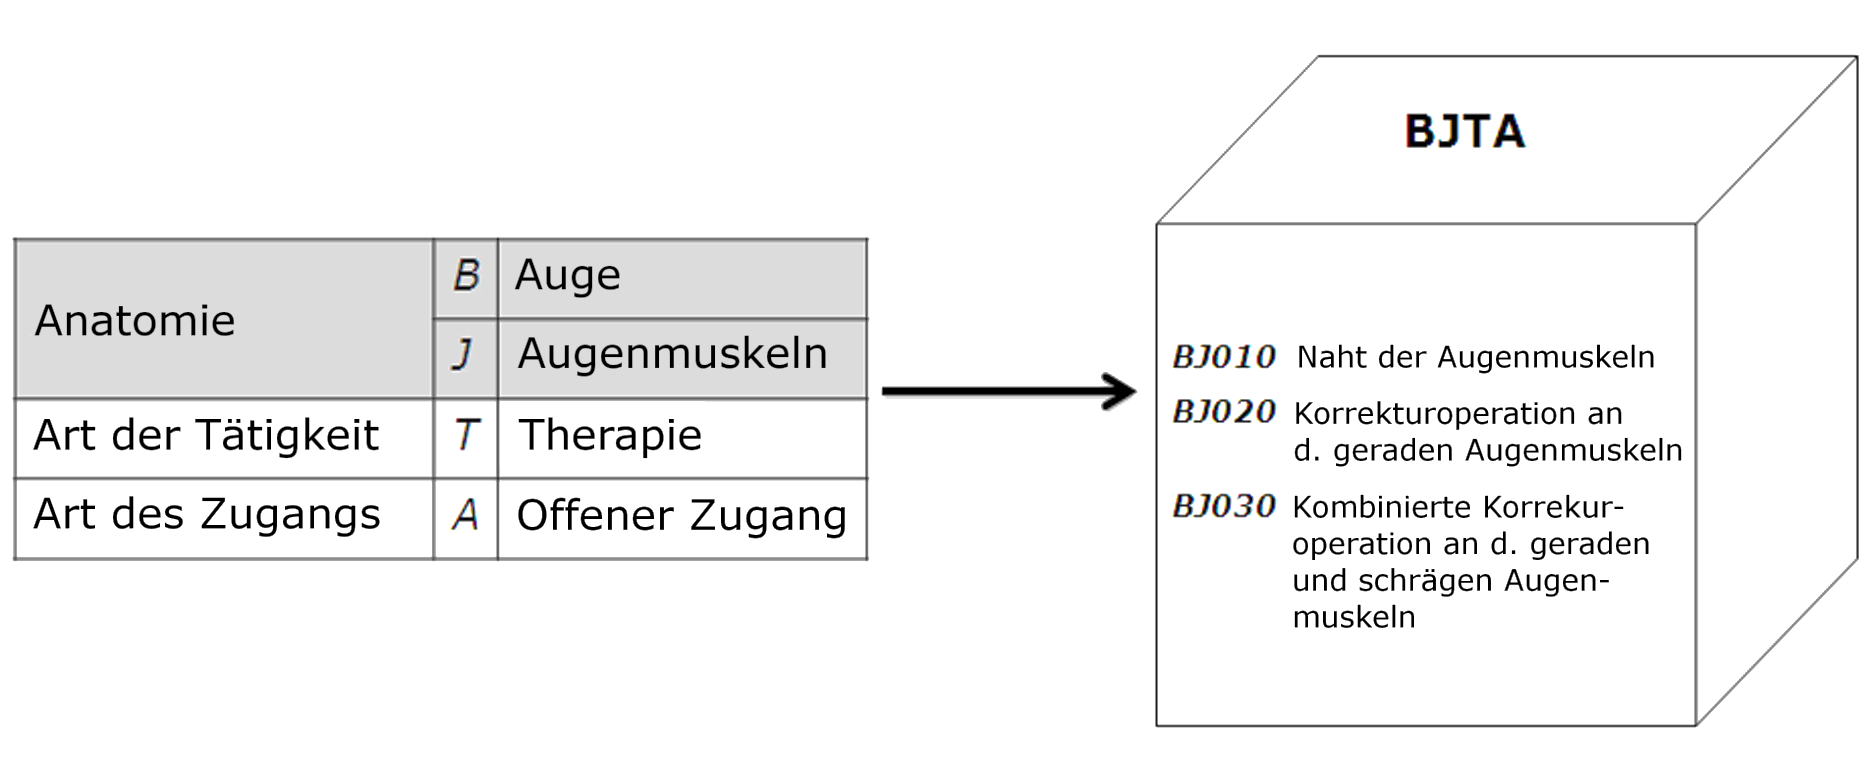 Anatomie
B Auge
J Augenmuskeln
Art der Tätigkeit T Therapie
Art des Zugangs A Offener Zugang
BJTA
BJ010 Naht der Augenmuskeln
BJ020 Korrekturoperation an
d. geraden Augenmuskeln
BJ030 Kombinierte Korrekur-
operation an d. geraden
und schrägen Augen-
muskeln